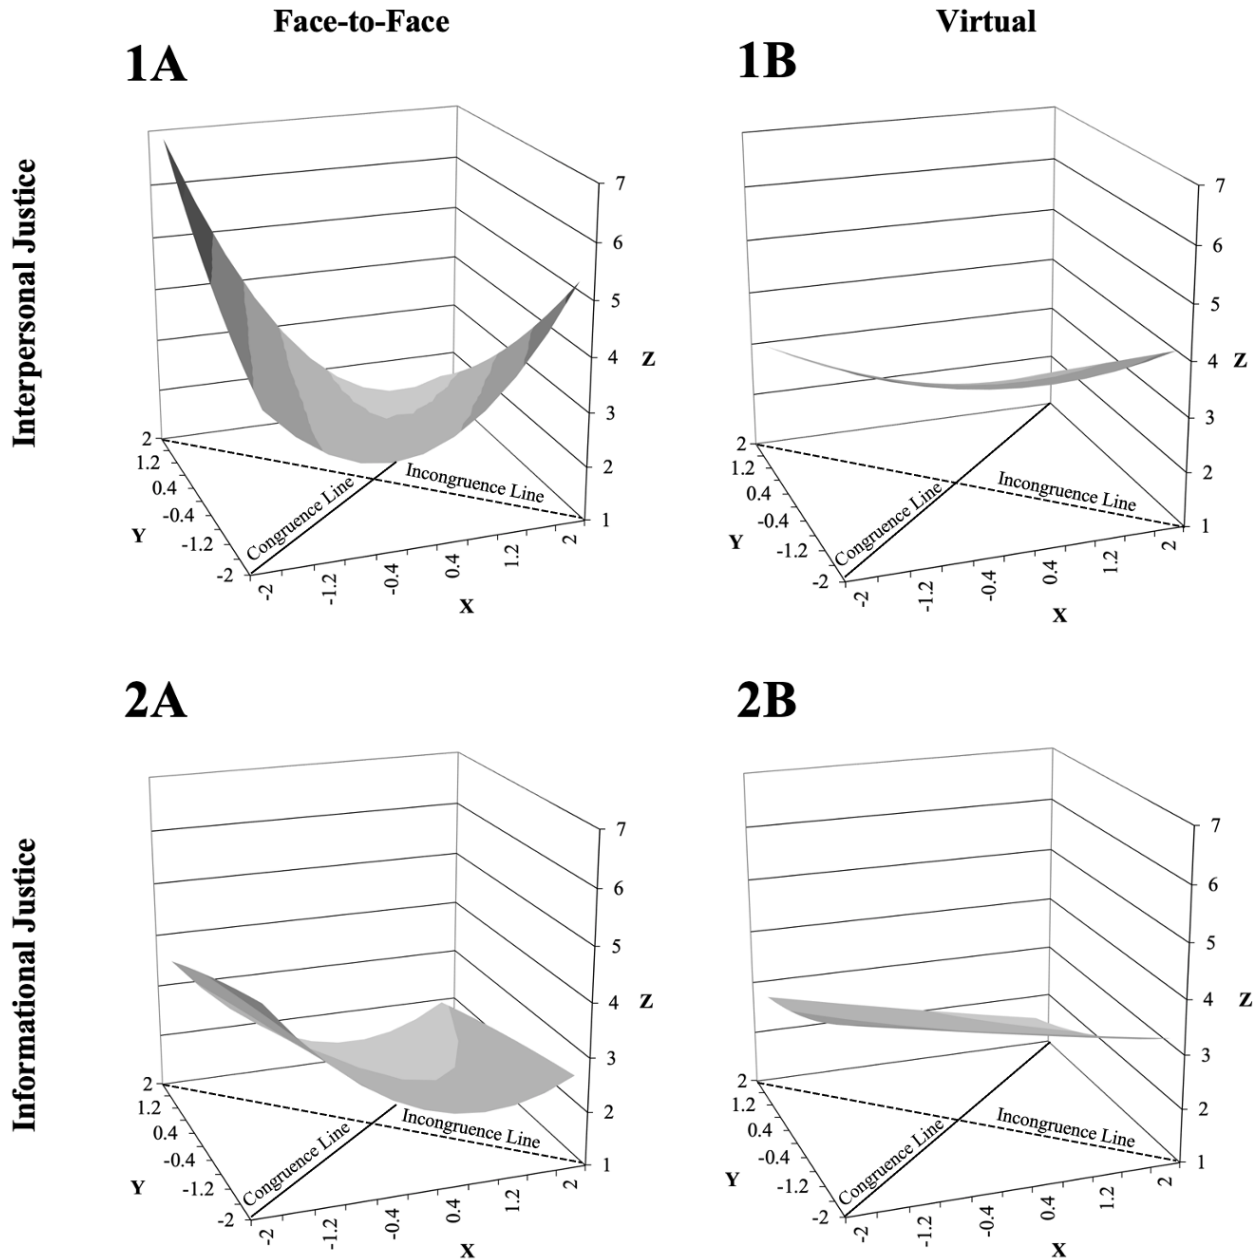 Face-to-Face
Virtual
Interpersonal Justice
1A
7
6
5
4
3
2
1
Z
2
1.2
0.4
-0.4
-1.2
-2
Y
-2
-1.2
-0.4
0.4
1.2
2
X
Congruence Line
Incongruence Line
1B
7
6
5
4
3
2
1
Z
2
1.2
0.4
-0.4
-1.2
-2
Y
-2
-1.2
-0.4
0.4
1.2
2
X
Congruence Line
Incongruence Line
Informational Justice
2A
7
6
5
4
3
2
1
Z
2
1.2
0.4
-0.4
-1.2
-2
Y
-2
-1.2
-0.4
0.4
1.2
2
X
Congruence Line
Incongruence Line
2B
7
6
5
4
3
2
1
Z
2
1.2
0.4
-0.4
-1.2
-2
Y
-2
-1.2
-0.4
0.4
1.2
2
X
Congruence Line
Incongruence Line